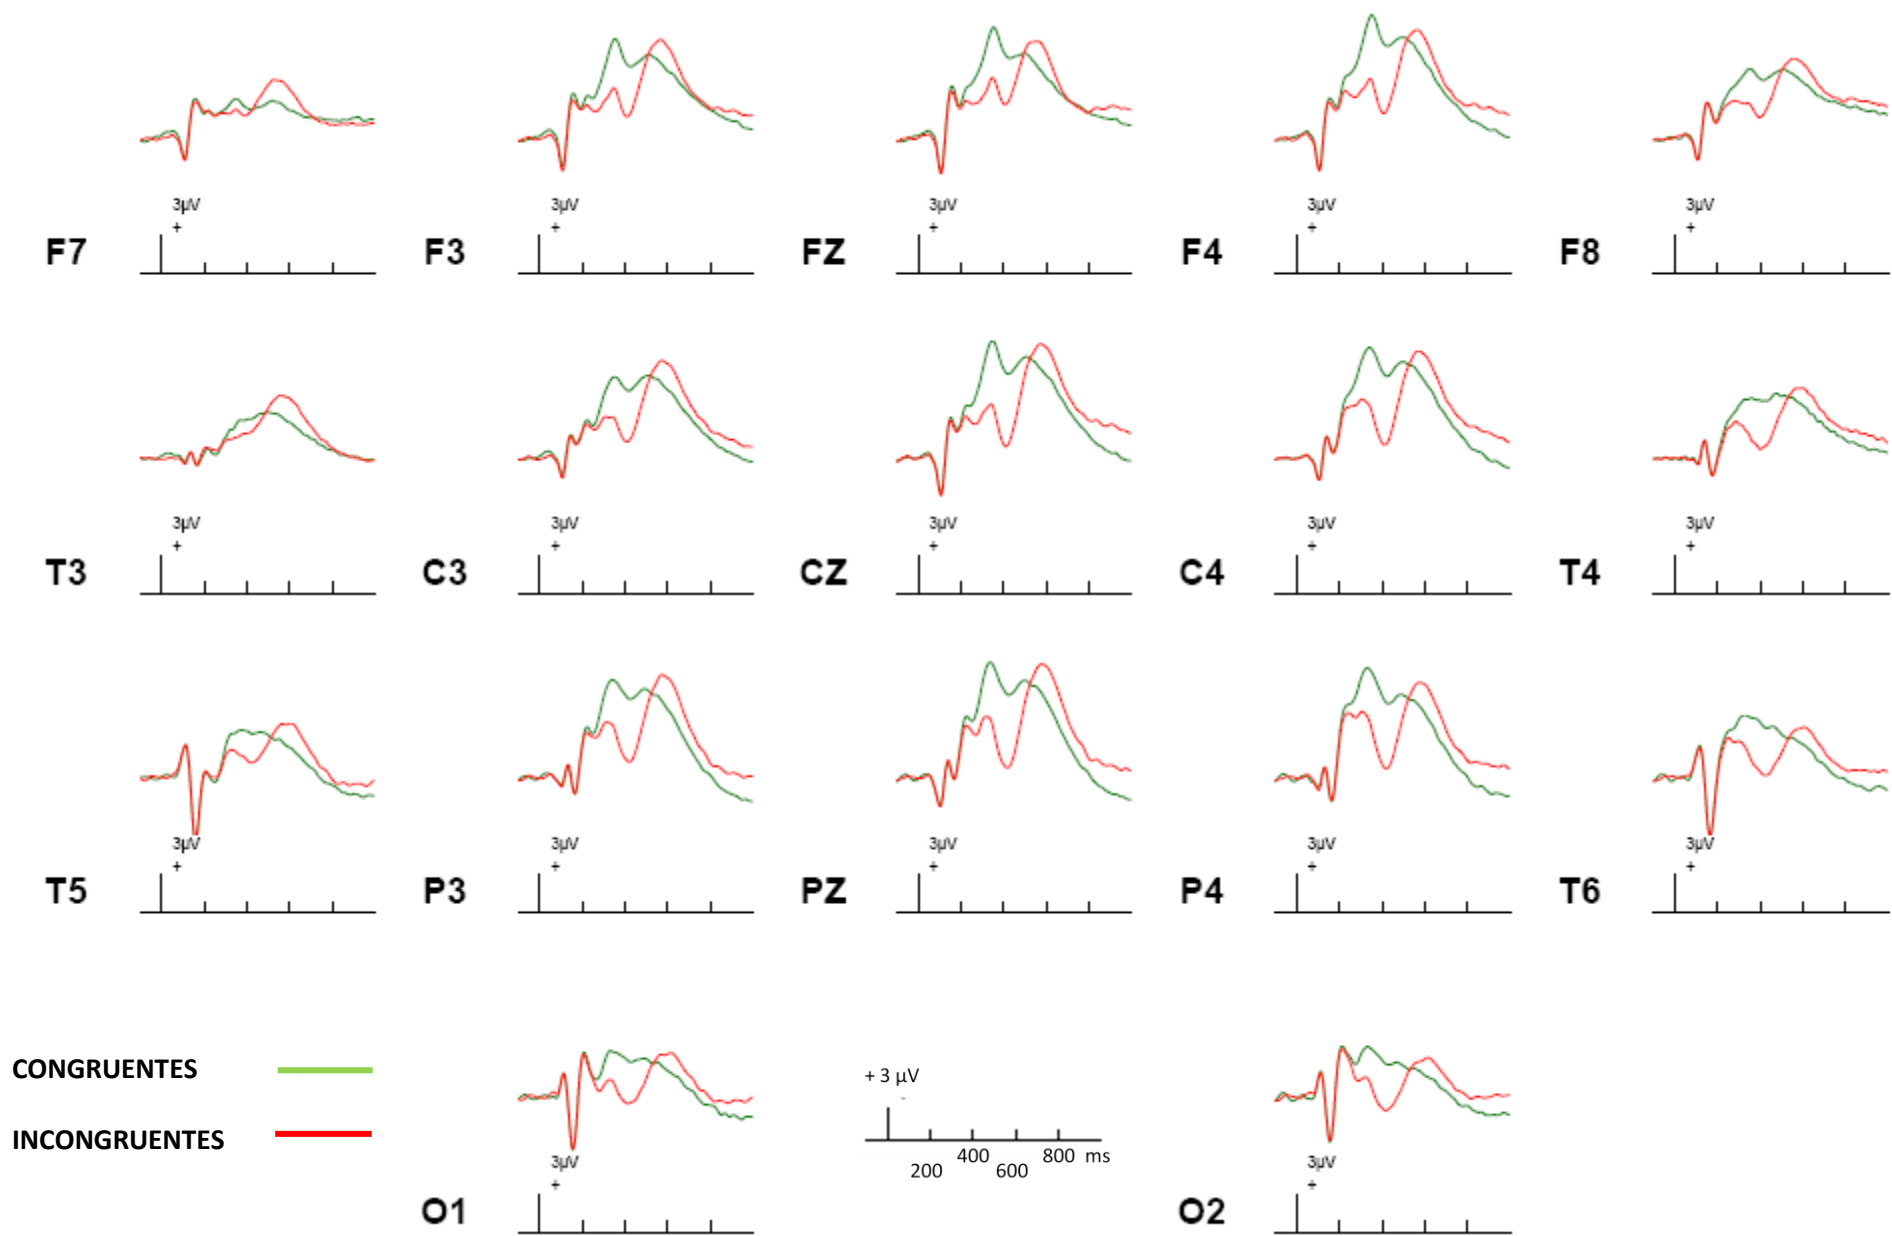 3µV 3µV 3µV 3µV 3µV
+ + + + +
F7 F3 FZ F4 F8
3µV 3µV 3µV 3µV 3µV
+ + + + +
T3 C3 CZ C4 T4
3µV 3µV 3µV 3µV 3µV
+ + + + +
T5 P3 PZ P4 T6
CONGRUENTES
INCONGRUENTES
+ 3 µV
200 400 600 800 ms
3µV 3µV
+ +
O1 O2